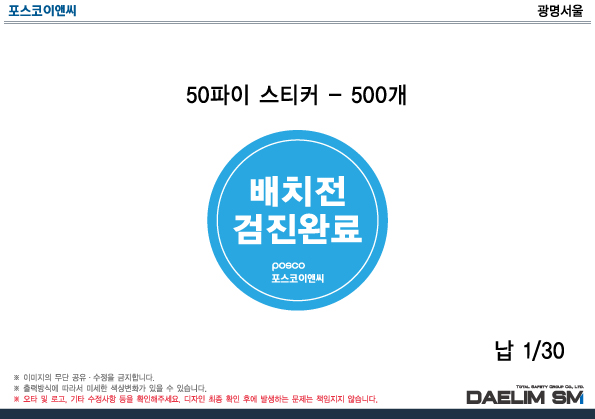 포스코이앤씨
광명서울
50파이 스티커 - 500개
배치전
검진완료
posco
포스코이앤씨
납 1/30
※ 이미지의 무단 공유·수정을 금지합니다.
※ 출력방식에 따라서 미세한 색상변화가 있을 수 있습니다.
※ 오타 및 로고, 기타 수정사항 등을 확인해주세요. 디자인 최종 확인 후에 발생하는 문제는 책임지지 않습니다.
TOTAL SAFETY GROUP CO., LTD.
DAELIM SM